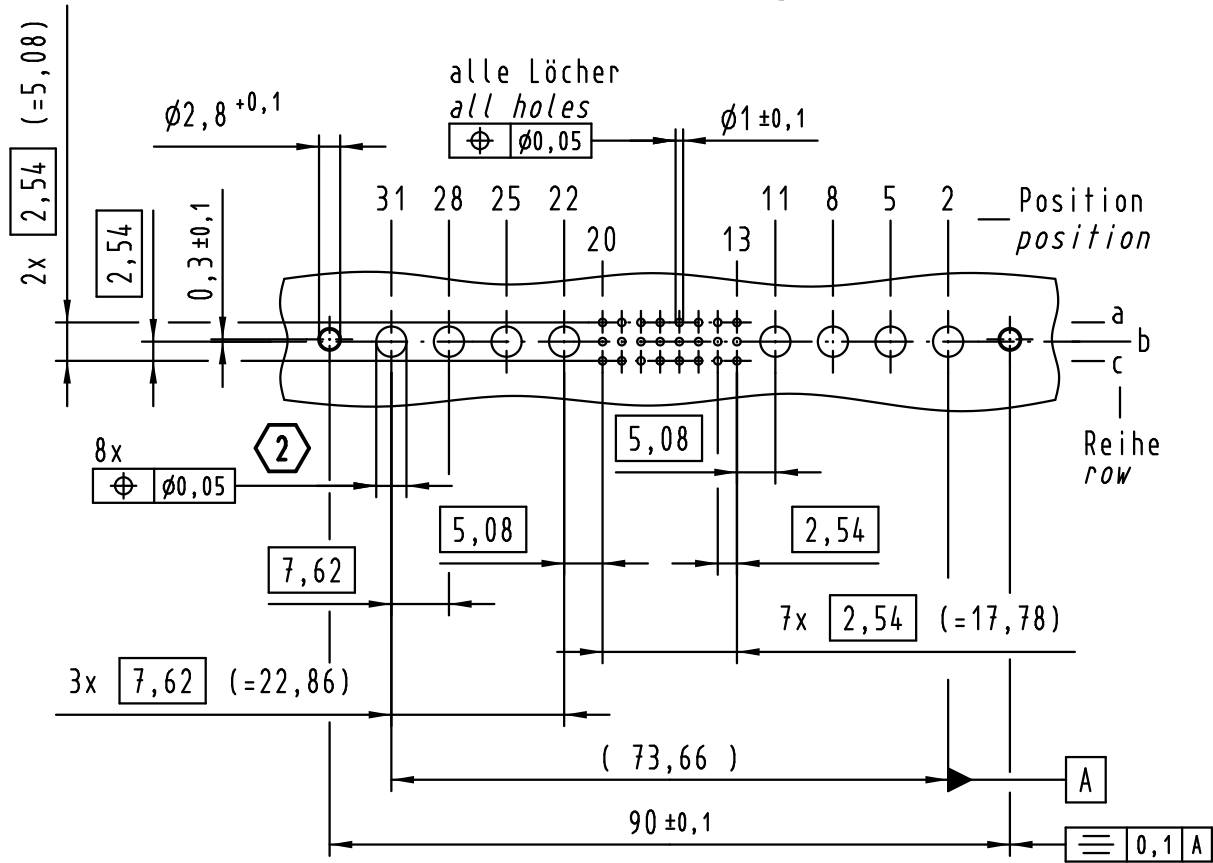 2x 2,54 (=5,08)
2,54
0,3 ±0,1
ø2,8 +0,1
alle Löcher
all holes
ø0,05
ø1 ±0,1
31 28 25 22 11 8 5 2
Position
position
20 13
a
b
c
Reihe
row
8x
ø0,05
2
5,08
5,08
2,54
7,62
7x 2,54 (=17,78)
3x 7,62 (=22,86)
( 73,66 )
A
90 ±0,1
0,1 A